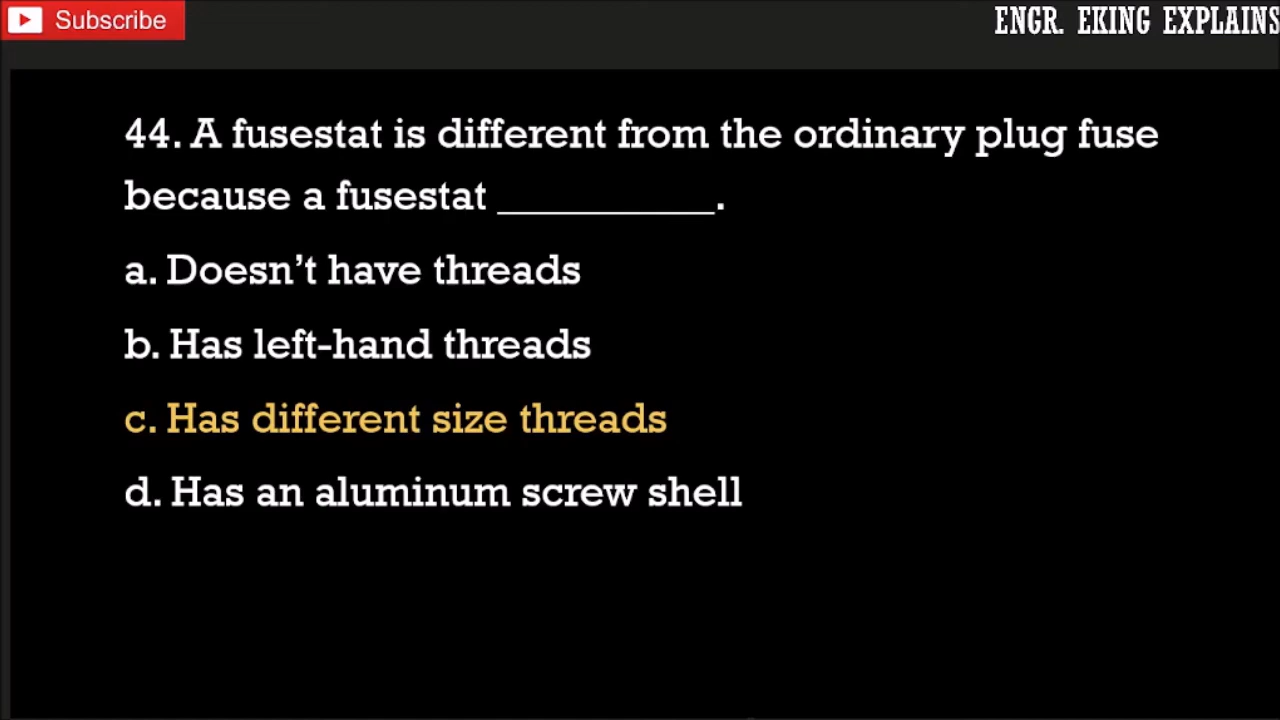 Subscribe
ENGR. EKING EXPLAINS
44. A fusestat is different from the ordinary plug fuse
because a fusestat __________.
a. Doesn’t have threads
b. Has left-hand threads
c. Has different size threads
d. Has an aluminum screw shell